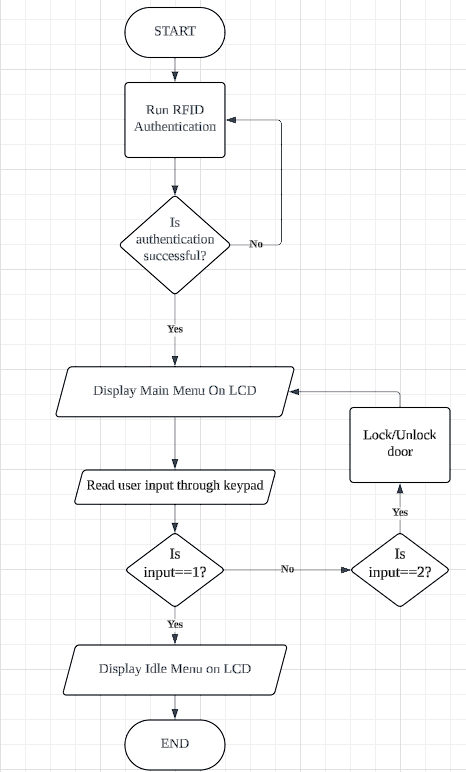 START
Run RFID
Authentication
Is
authentication
successful?
No
Yes
Display Main Menu On LCD
Lock/Unlock
door
Read user input through keypad
Yes
Is
input==1?
No
Is
input==2?
Yes
Display Idle Menu on LCD
END